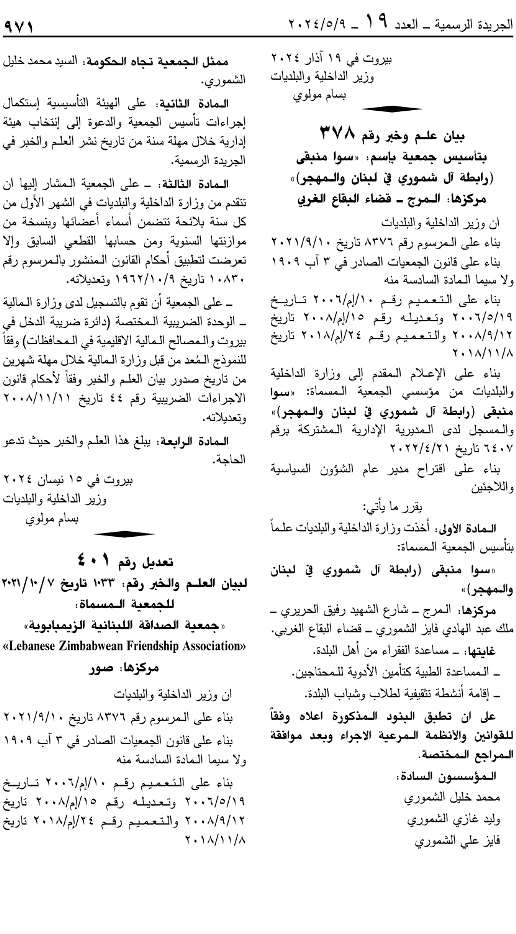 الجريدة الرسمية ــ العدد ١٩ ــ ٢٠٢٤/٥/٩
٩٧١
بيروت في ١٩ آذار ٢٠٢٤
وزير الداخلية والبلديات
بسام مولوي
بيان علم وخبر رقم ٣٧٨
بتأسيس جمعية بإسم: «سوا منبقى
(رابطة آل شموري في لبنان والمهجر)»
مركزها: المرج ــ قضاء البقاع الغربي
ان وزير الداخلية والبلديات
بناء على المرسوم رقم ٨٣٧٦ تاريخ ٢٠٢١/٩/١٠
بناء على قانون الجمعيات الصادر في ٣ آب ١٩٠٩
ولا سيما المادة السادسة منه
بناء على التعميم رقم ١٠/إم/٢٠٠٦ تاريخ
٢٠٠٦/٥/١٩ وتعديله رقم ١٥/إم/٢٠٠٨ تاريخ
٢٠٠٨/٩/١٢ والتعميم رقم ٢٤/إم/٢٠١٨ تاريخ
٢٠١٨/١١/٨
بناء على الإعلام المقدم إلى وزارة الداخلية
والبلديات من مؤسسي الجمعية المسماة: «سوا
منبقى (رابطة آل شموري في لبنان والمهجر)»
والمسجل لدى المديرية الإدارية المشتركة برقم
٦٤٠٧ تاريخ ٢٠٢٢/٤/٢١
بناء على اقتراح مدير عام الشؤون السياسية
واللاجئين
يقرر ما يأتي:
المادة الأولى: أخذت وزارة الداخلية والبلديات علماً
بتأسيس الجمعية المسماة:
«سوا منبقى (رابطة آل شموري في لبنان
والمهجر)»
مركزها: المرج ــ شارع الشهيد رفيق الحريري ــ
ملك عبد الهادي فايز الشموري ــ قضاء البقاع الغربي.
غايتها: ــ مساعدة الفقراء من أهل البلدة.
ــ المساعدة الطبية كتأمين الأدوية للمحتاجين.
ــ إقامة أنشطة تثقيفية لطلاب وشباب البلدة.
على ان تطبق البنود المذكورة اعلاه وفقاً
للقوانين والأنظمة المرعية الاجراء وبعد موافقة
المراجع المختصة.
المؤسسون السادة:
محمد خليل الشموري
وليد غازي الشموري
فايز علي الشموري
ممثل الجمعية تجاه الحكومة: السيد محمد خليل
الشموري.
المادة الثانية: على الهيئة التأسيسية إستكمال
إجراءات تأسيس الجمعية والدعوة إلى إنتخاب هيئة
إدارية خلال مهلة سنة من تاريخ نشر العلم والخبر في
الجريدة الرسمية.
المادة الثالثة: ــ على الجمعية المشار إليها ان
تتقدم من وزارة الداخلية والبلديات في الشهر الأول من
كل سنة بلائحة تتضمن أسماء أعضائها وبنسخة من
موازنتها السنوية ومن حسابها القطعي السابق وإلا
تعرضت لتطبيق أحكام القانون المنشور بالمرسوم رقم
١٠٨٣٠ تاريخ ١٩٦٢/١٠/٩ وتعديلاته.
ــ على الجمعية أن تقوم بالتسجيل لدى وزارة المالية
ــ الوحدة الضريبية المختصة (دائرة ضريبة الدخل في
بيروت والمصالح المالية الاقليمية في المحافظات) وفقاً
للنموذج المُعد من قبل وزارة المالية خلال مهلة شهرين
من تاريخ صدور بيان العلم والخبر وفقاً لأحكام قانون
الاجراءات الضريبية رقم ٤٤ تاريخ ٢٠٠٨/١١/١١
وتعديلاته.
المادة الرابعة: يبلغ هذا العلم والخبر حيث تدعو
الحاجة.
بيروت في ١٥ نيسان ٢٠٢٤
وزير الداخلية والبلديات
بسام مولوي
تعديل رقم ٤٠١
لبيان العلم والخبر رقم: ١٠٣٣ تاريخ ٢٠٢١/١٠/٧
للجمعية المسماة:
«جمعية الصداقة اللبنانية الزيمبابوية»
«Lebanese Zimbabwean Friendship Association»
مركزها: صور
ان وزير الداخلية والبلديات
بناء على المرسوم رقم ٨٣٧٦ تاريخ ٢٠٢١/٩/١٠
بناء على قانون الجمعيات الصادر في ٣ آب ١٩٠٩
ولا سيما المادة السادسة منه
بناء على التعميم رقم ١٠/إم/٢٠٠٦ تاريخ
٢٠٠٦/٥/١٩ وتعديله رقم ١٥/إم/٢٠٠٨ تاريخ
٢٠٠٨/٩/١٢ والتعميم رقم ٢٤/إم/٢٠١٨ تاريخ
٢٠١٨/١١/٨